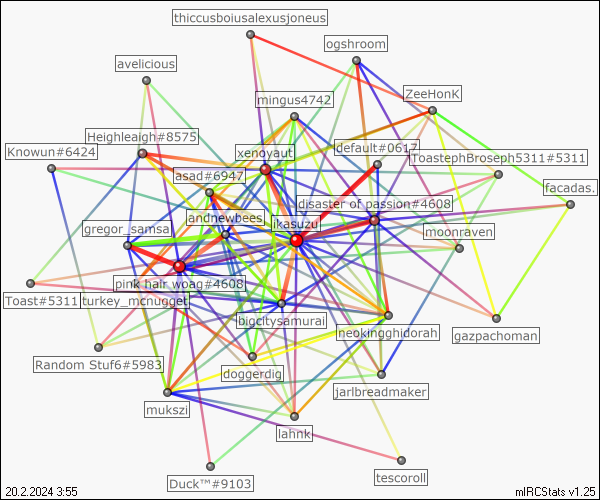 thiccusboiusalexusjoneus
ogshroom
avelicious
ZeeHonK
mingus4742
Heighleaigh#8575
default#0617
Knowun#6424
xenoyaut
ToastephBroseph5311#5311
asad#6947
facadas.
disaster of passion#4608
andnewbees
ikasuzu
gregor_samsa
moonraven
pink hair woag#4608
Toast#5311
turkey_mcnugget
bigcitysamurai
neokingghidorah
gazpachoman
Random Stuf6#5983
doggerdig
jarlbreadmaker
mukszi
lahnk
tescoroll
Duck™#9103
20.2.2024 3:55
mIRCStats v1.25